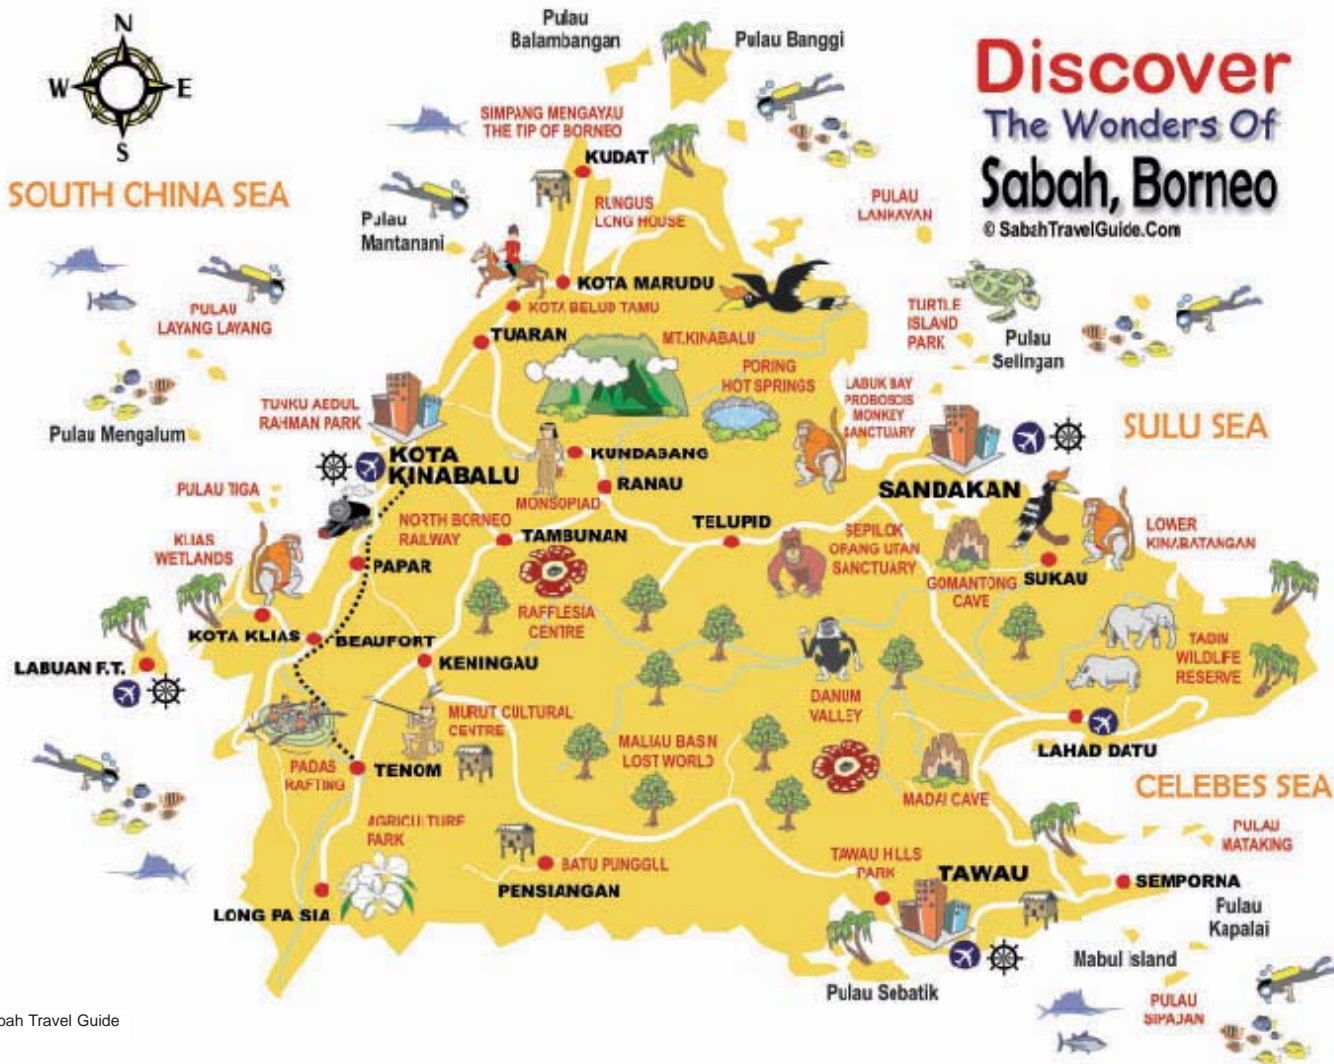 N
W
E
S
Discover
The Wonders Of
Sabah, Borneo
© SabahTravelGuide.Com
Pulau
Balambangan
Pulau Banggi
SIMPANG MENGAYAU
THE TIP OF BORNEO
KUDAT
RUNGUS
LONG HOUSE
SOUTH CHINA SEA
Pulau
Mantanani
PULAU
LANKAYAN
PULAU
LAYANG LAYANG
KOTA MARUDU
KOTA BELUD TAMU
TUARAN
MT.KINABALU
PORING
HOT SPRINGS
TURTLE
ISLAND
PARK
Pulau
Selingan
LABUK BAY
PROBOSCIS
MONKEY
SANCTUARY
SULU SEA
TUNKU ABDUL
RAHMAN PARK
Pulau Mengalum
KOTA
KINABALU
KUNDASANG
RANAU
MONSOPIAD
SANDAKAN
PULAU TIGA
KLIAS
WETLANDS
NORTH BORNEO
RAILWAY
TAMBUNAN
TELUPID
SEPILOK
ORANG UTAN
SANCTUARY
GOMANTONG
CAVE
SUKAU
LOWER
KINABATANGAN
PAPAR
RAFFLESIA
CENTRE
KOTA KLIAS
BEAUFORT
KENINGAU
LABUAN F.T.
TABIN
WILDLIFE
RESERVE
DANUM
VALLEY
MURUT CULTURAL
CENTRE
MALIAU BASIN
LOST WORLD
LAHAD DATU
PADAS
RAFTING
TENOM
MADAI CAVE
CELEBES SEA
AGRICULTURE
PARK
PULAU
MATAKING
BATU PUNGGUL
PENSIANGAN
TAWAU HILLS
PARK
TAWAU
SEMPORNA
LONG PA SIA
Pulau
Kapalai
Mabul Island
Pulau Sebatik
PULAU
SIPADAN
bah Travel Guide